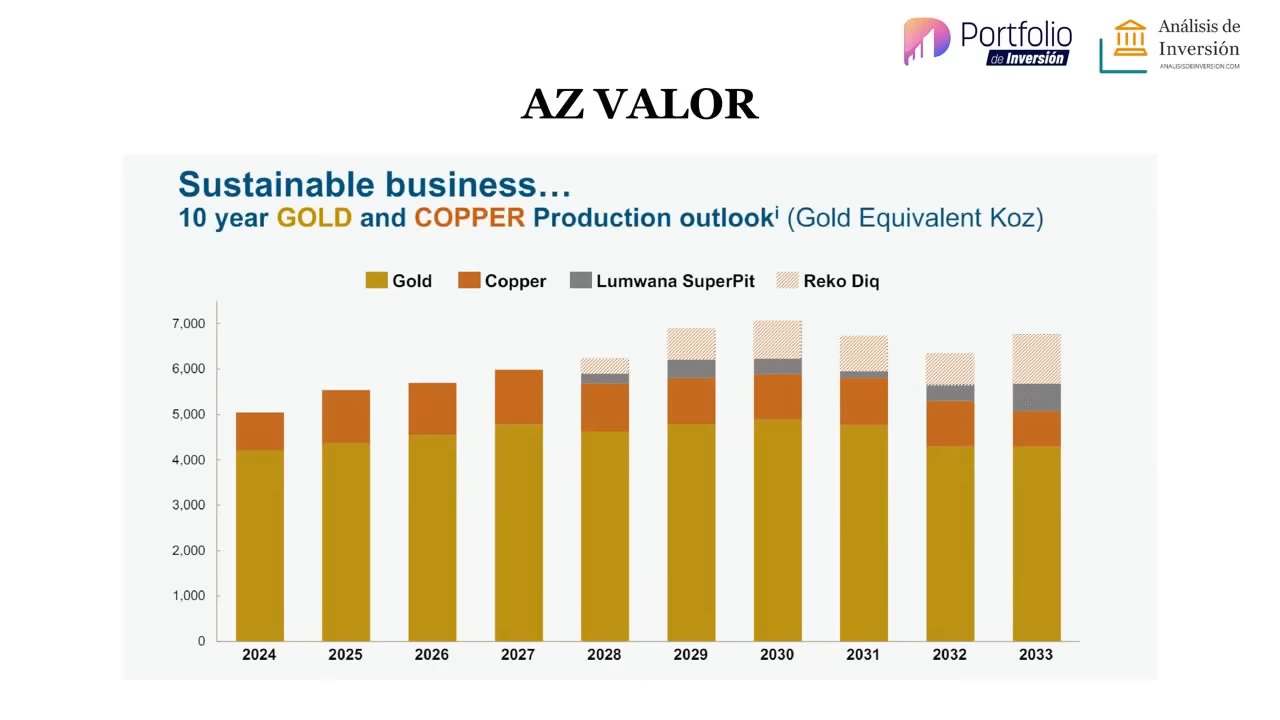 Portfolio
de Inversión
Análisis de
Inversión
ANALISISDEINVERSION.COM
AZ VALOR
Sustainable business…
10 year GOLD and COPPER Production outlookⁱ (Gold Equivalent Koz)
Gold Copper Lumwana SuperPit Reko Diq
7,000
6,000
5,000
4,000
3,000
2,000
1,000
0
2024 2025 2026 2027 2028 2029 2030 2031 2032 2033